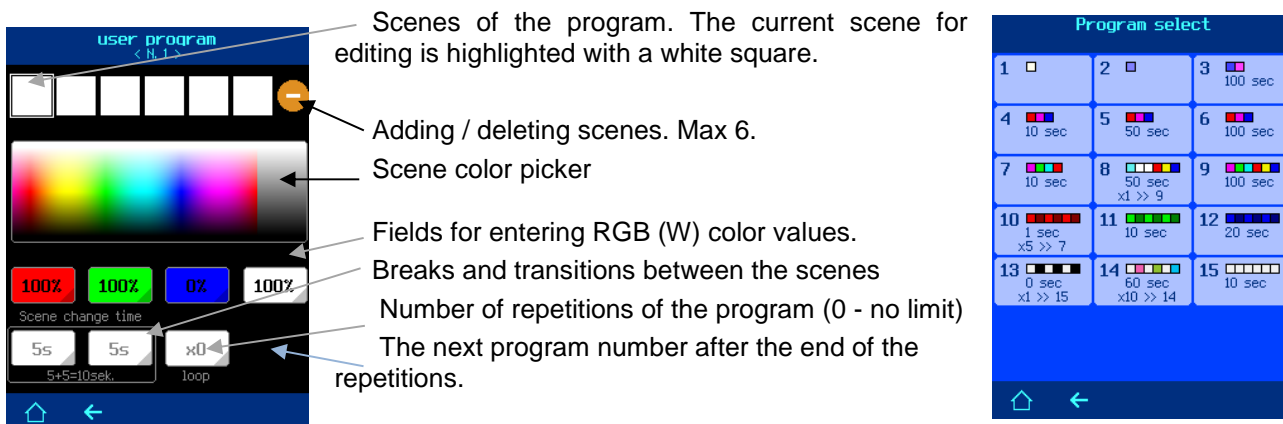 user program
< N. 1 >
100%
100%
0%
100%
Scene change time
5s
5s
x0
5+5=10sek.
loop
Scenes of the program. The current scene for
editing is highlighted with a white square.
Adding / deleting scenes. Max 6.
Scene color picker
Fields for entering RGB (W) color values.
Breaks and transitions between the scenes
Number of repetitions of the program (0 - no limit)
The next program number after the end of the
repetitions.
Program select
1
2
3
100 sec
4
10 sec
5
50 sec
6
100 sec
7
10 sec
8
50 sec
x1 >> 9
9
100 sec
10
1 sec
x5 >> 7
11
10 sec
12
20 sec
13
0 sec
x1 >> 15
14
60 sec
x10 >> 14
15
10 sec